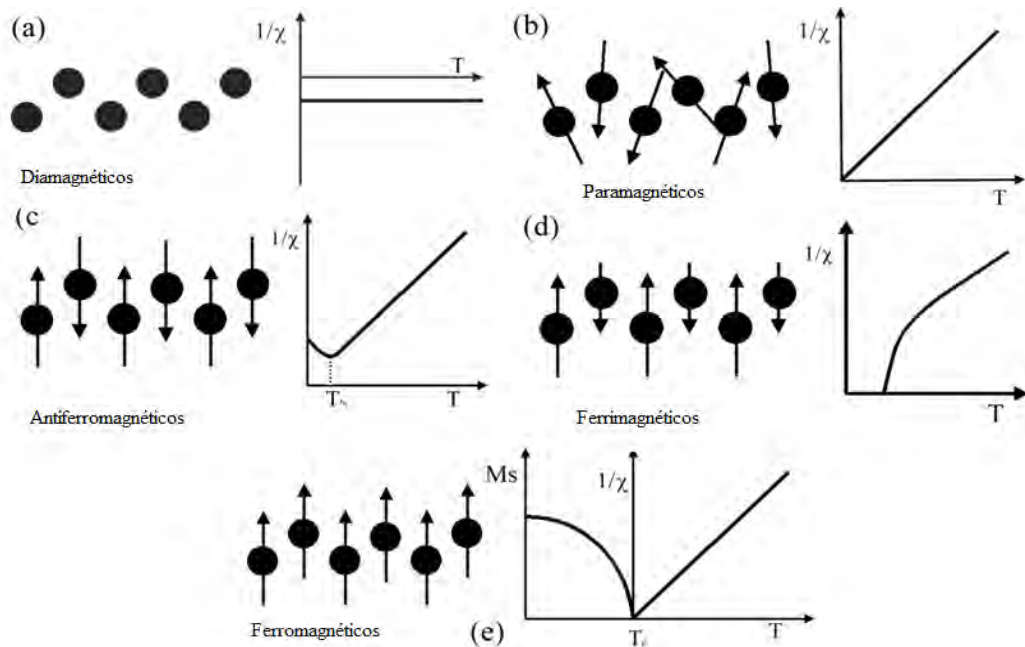 (a)
1/χ
T
Diamagnéticos
(b)
1/χ
T
Paramagnéticos
(c
1/χ
T
Antiferromagnéticos
(d)
1/χ
T
Ferrimagnéticos
Ms
1/χ
T
Ferromagnéticos
(e)